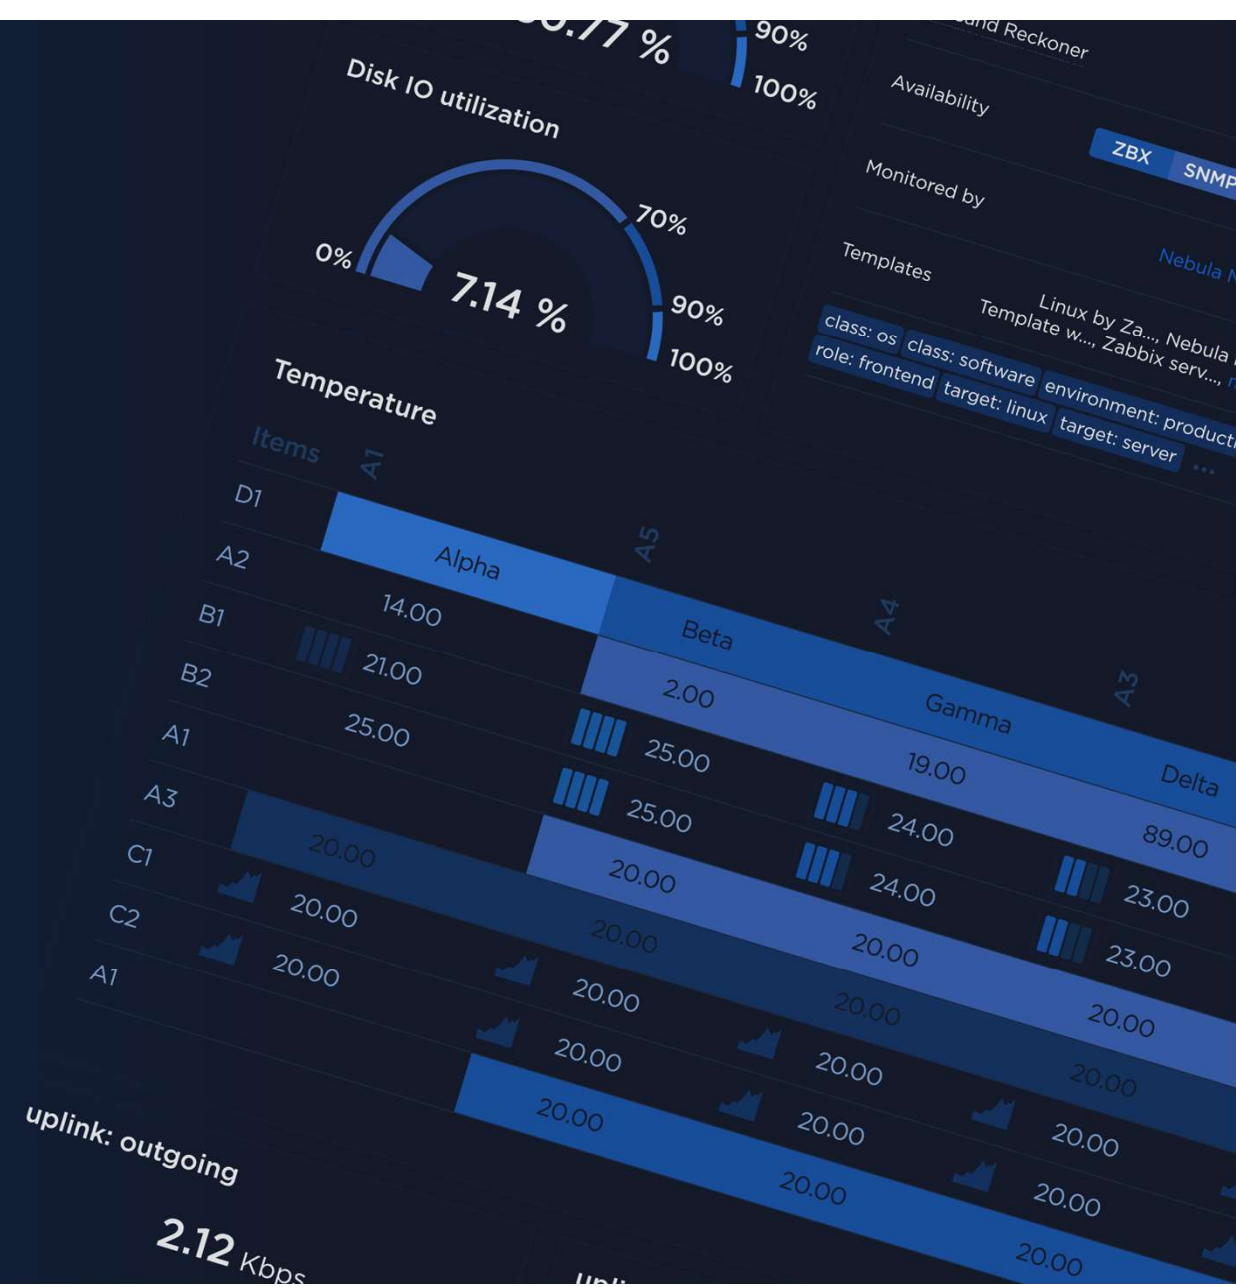 0.77 %
90%
100%
Disk IO utilization
0%
70%
7.14 %
90%
100%
and Reckoner
Availability
ZBX SNMP
Monitored by
Nebula
Templates
Linux by Za..., Nebula
Template w..., Zabbix serv...,
class: os class: software environment: producti
role: frontend target: linux target: server ...
Temperature
Items A1 A5 A4 A3
D1 Alpha Beta Gamma Delta
A2 14.00 2.00 19.00 89.00
B1 21.00 25.00 24.00 23.00
B2 25.00 25.00 24.00 23.00
A1 20.00 20.00 20.00
A3 20.00 20.00 20.00 20.00
C1 20.00 20.00 20.00 20.00
C2 20.00 20.00 20.00 20.00
A1 20.00 20.00 20.00
uplink: outgoing
2.12 Kbps
upli